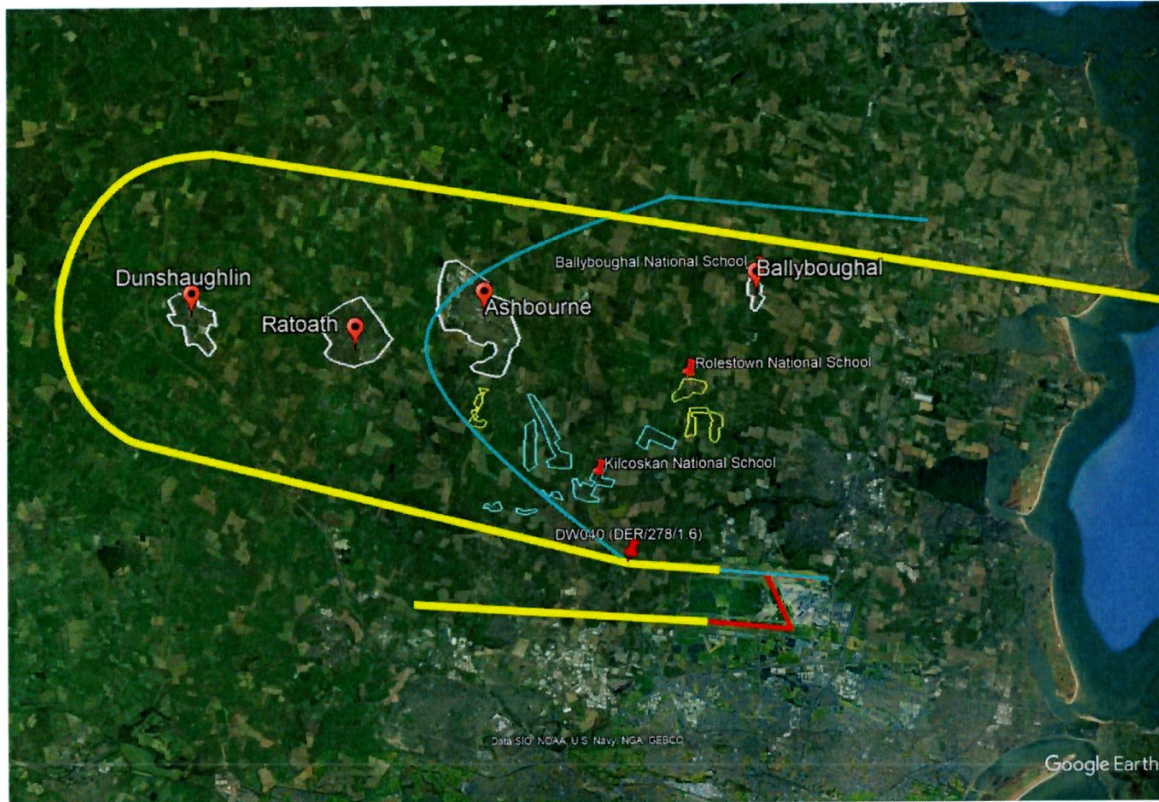 Ballyboughal National School
Ballyboughal
Dunshaughlin
Ashbourne
Ratoath
Rolestown National School
Kilcoskan National School
DW040 (DER/278/1.6)
Data SIO, NOAA, U.S. Navy, NGA, GEBCO
Google Earth